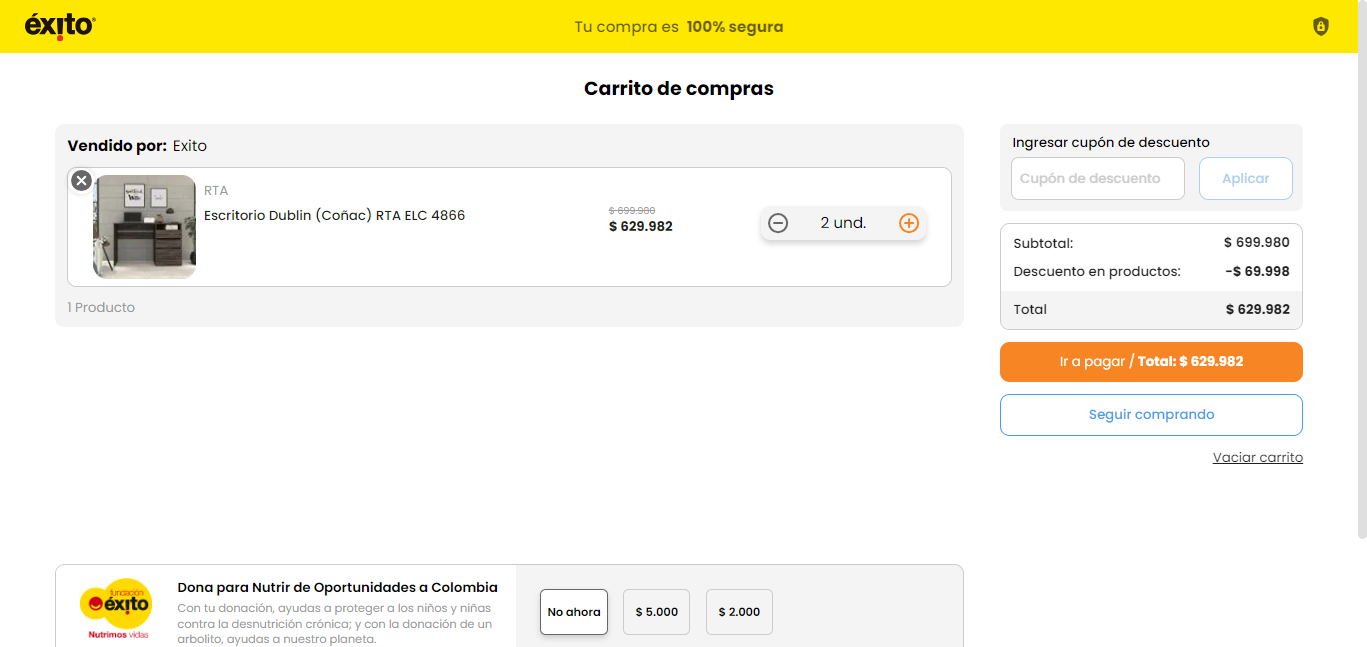 éxito
Tu compra es 100% segura
Carrito de compras
Vendido por: Exito
RTA
Escritorio Dublin (Coñac) RTA ELC 4866
$ 699.980
$ 629.982
2 und.
1 Producto
Ingresar cupón de descuento
Cupón de descuento
Aplicar
Subtotal: $ 699.980
Descuento en productos: -$ 69.998
Total $ 629.982
Ir a pagar / Total: $ 629.982
Seguir comprando
Vaciar carrito
fundación
éxito
Nutrimos vidas
Dona para Nutrir de Oportunidades a Colombia
Con tu donación, ayudas a proteger a los niños y niñas
contra la desnutrición crónica; y con la donación de un
arbolito, ayudas a nuestro planeta.
No ahora
$ 5.000
$ 2.000